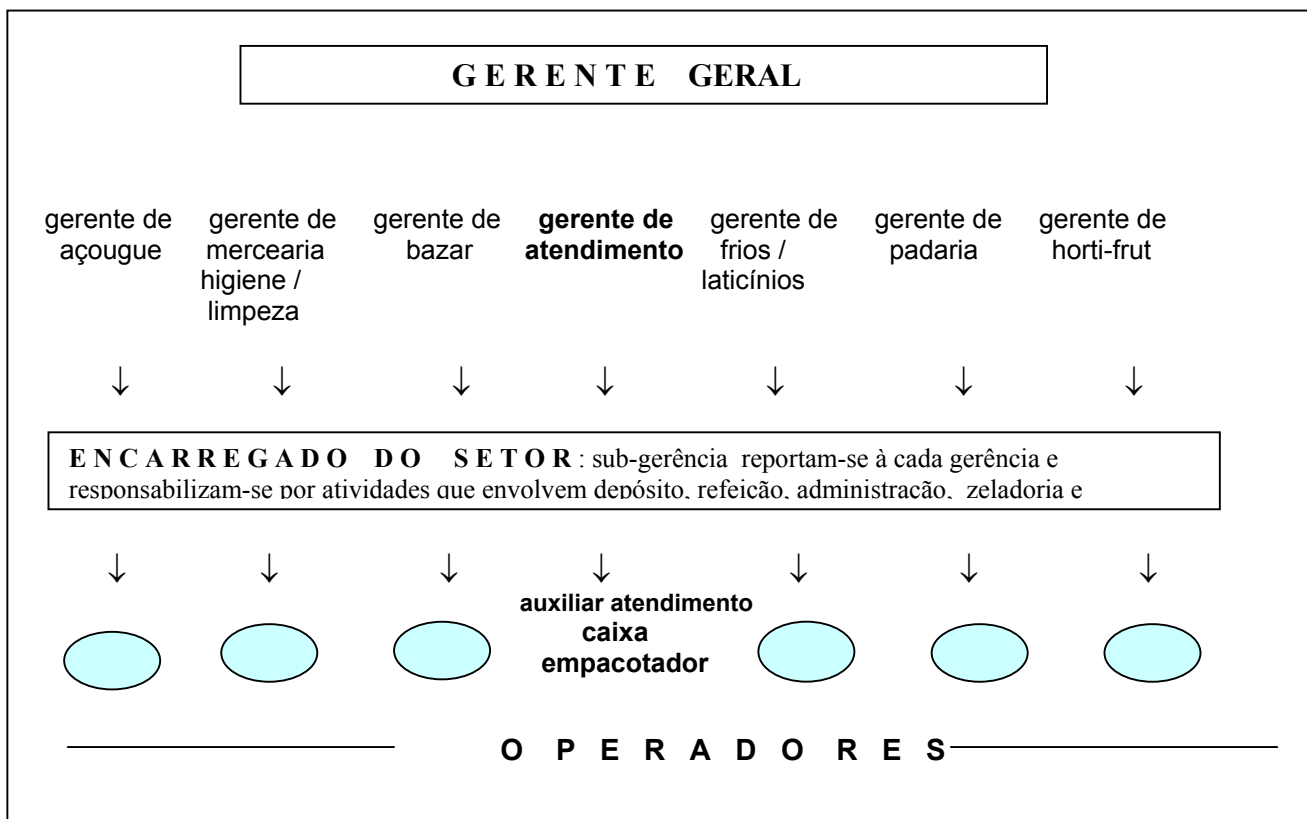 G E R E N T E GERAL
gerente de açougue
gerente de mercearia higiene / limpeza
gerente de bazar
gerente de atendimento
gerente de frios / laticínios
gerente de padaria
gerente de horti-frut
E N C A R R E G A D O D O S E T O R : sub-gerência reportam-se à cada gerência e
responsabilizam-se por atividades que envolvem depósito, refeição, administração, zeladoria e
auxiliar atendimento
caixa
empacotador
O P E R A D O R E S